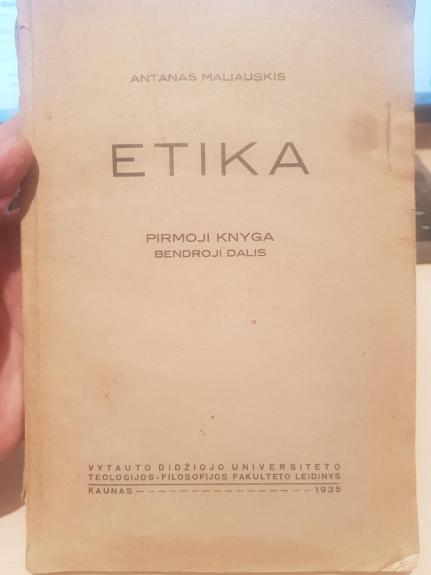 ANTANAS MALIAUSKIS
ETIKA
PIRMOJI KNYGA
BENDROJI DALIS
VYTAUTO DIDŽIOJO UNIVERSITETO
TEOLOGIJOS-FILOSOFIJOS FAKULTETO LEIDINYS
KAUNAS — — — — — — — — — — — — 1935